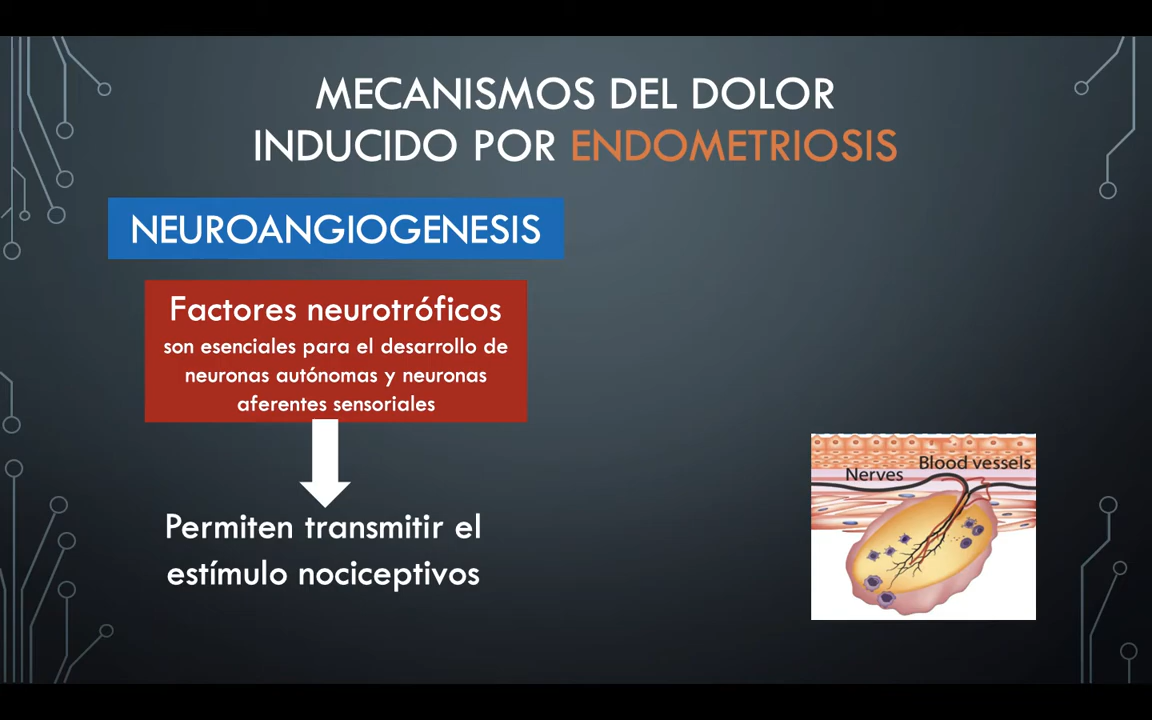 MECANISMOS DEL DOLOR
INDUCIDO POR ENDOMETRIOSIS
NEUROANGIOGENESIS
Factores neurotróficos
son esenciales para el desarrollo de
neuronas autónomas y neuronas
aferentes sensoriales
Permiten transmitir el
estímulo nociceptivos
Nerves
Blood vessels